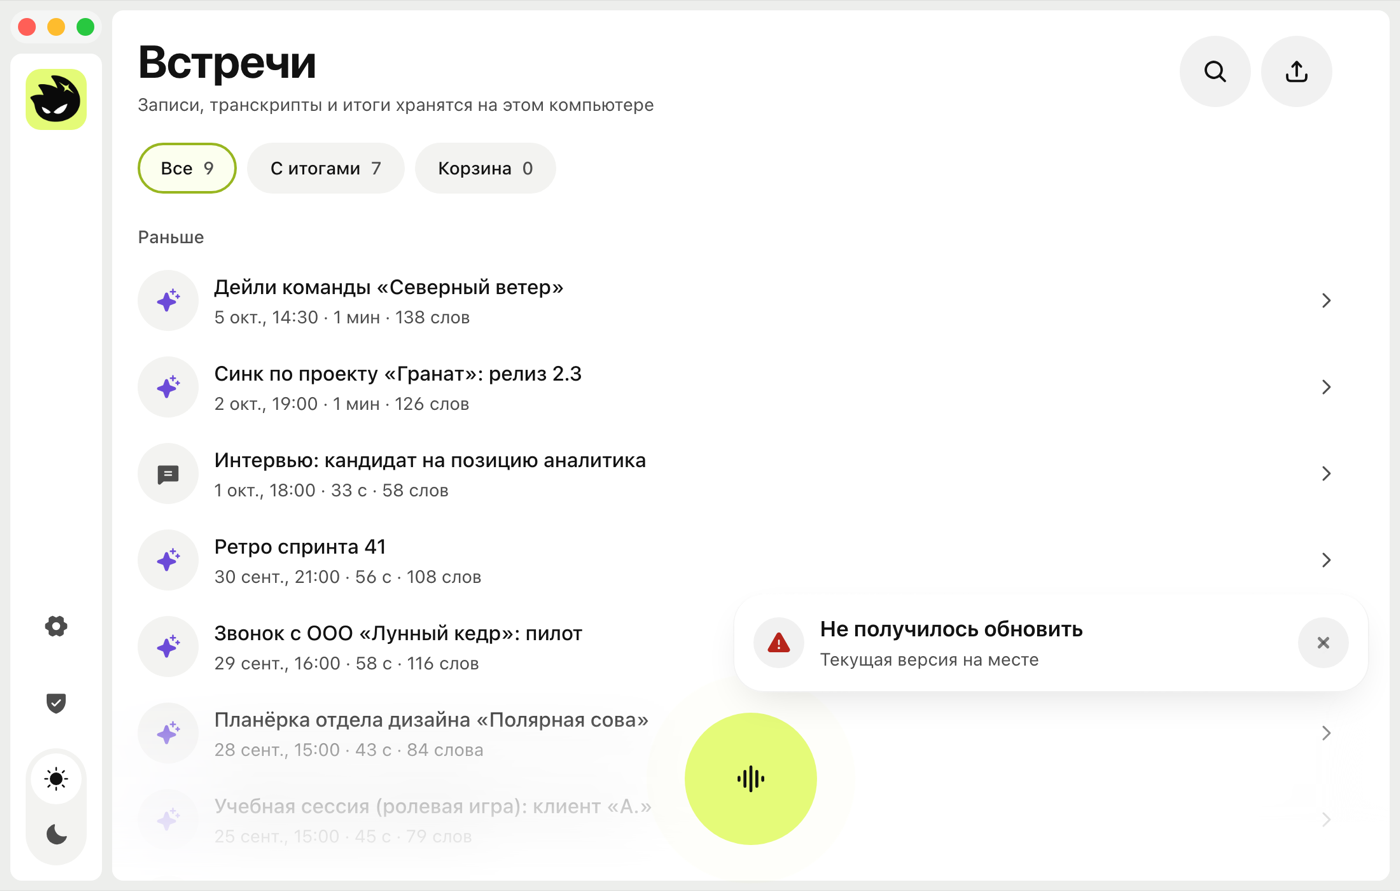 Встречи
Записи, транскрипты и итоги хранятся на этом компьютере
Все 9
С итогами 7
Корзина 0
Раньше
Дейли команды «Северный ветер»
5 окт., 14:30 · 1 мин · 138 слов
Синк по проекту «Гранат»: релиз 2.3
2 окт., 19:00 · 1 мин · 126 слов
Интервью: кандидат на позицию аналитика
1 окт., 18:00 · 33 с · 58 слов
Ретро спринта 41
30 сент., 21:00 · 56 с · 108 слов
Звонок с ООО «Лунный кедр»: пилот
29 сент., 16:00 · 58 с · 116 слов
Не получилось обновить
Текущая версия на месте
Планёрка отдела дизайна «Полярная сова»
28 сент., 15:00 · 43 с · 84 слова
Учебная сессия (ролевая игра): клиент «А.»
25 сент., 15:00 · 45 с · 79 слов